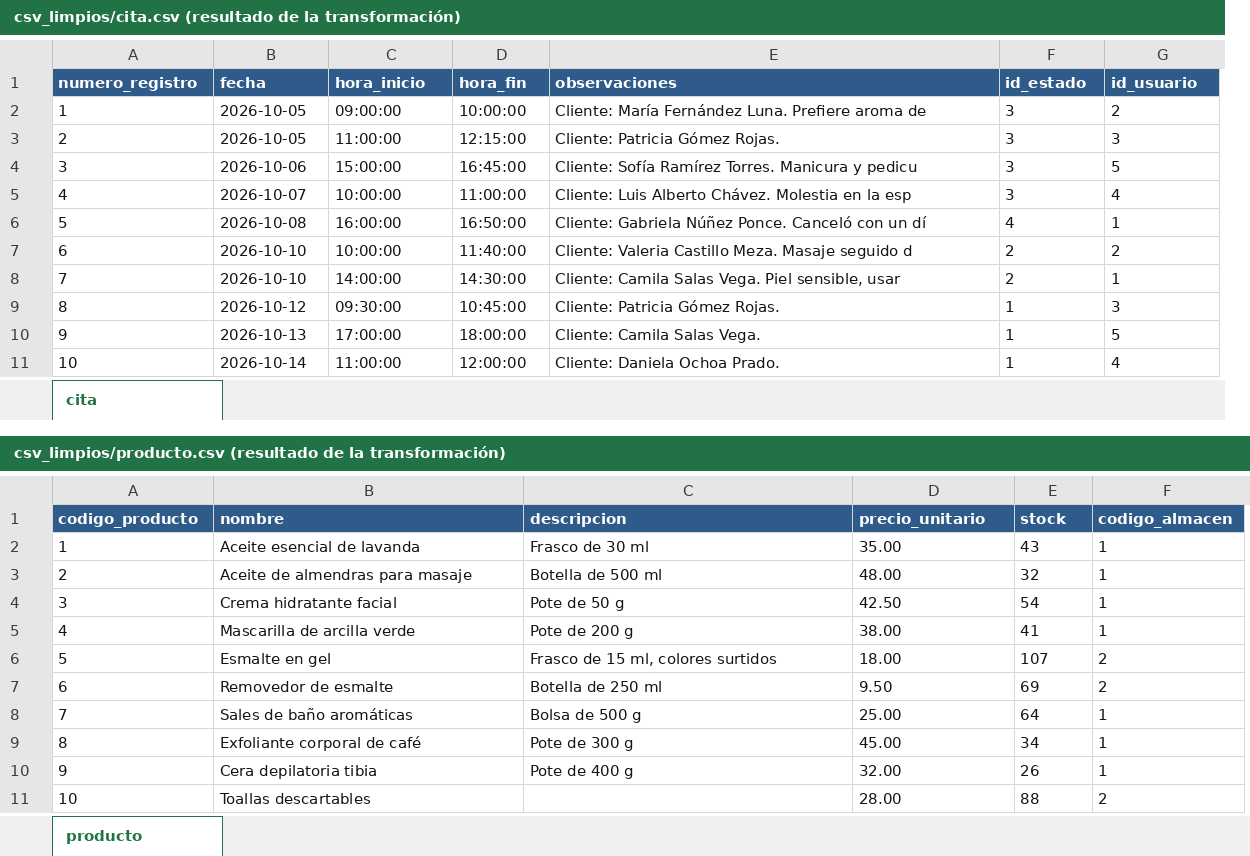 csv_limpios/cita.csv (resultado de la transformación)
A B C D E F G
1 numero_registro fecha hora_inicio hora_fin observaciones id_estado id_usuario
2 1 2026-10-05 09:00:00 10:00:00 Cliente: María Fernández Luna. Prefiere aroma de 3 2
3 2 2026-10-05 11:00:00 12:15:00 Cliente: Patricia Gómez Rojas. 3 3
4 3 2026-10-06 15:00:00 16:45:00 Cliente: Sofía Ramírez Torres. Manicura y pedicu 3 5
5 4 2026-10-07 10:00:00 11:00:00 Cliente: Luis Alberto Chávez. Molestia en la esp 3 4
6 5 2026-10-08 16:00:00 16:50:00 Cliente: Gabriela Núñez Ponce. Canceló con un dí 4 1
7 6 2026-10-10 10:00:00 11:40:00 Cliente: Valeria Castillo Meza. Masaje seguido d 2 2
8 7 2026-10-10 14:00:00 14:30:00 Cliente: Camila Salas Vega. Piel sensible, usar 2 1
9 8 2026-10-12 09:30:00 10:45:00 Cliente: Patricia Gómez Rojas. 1 3
10 9 2026-10-13 17:00:00 18:00:00 Cliente: Camila Salas Vega. 1 5
11 10 2026-10-14 11:00:00 12:00:00 Cliente: Daniela Ochoa Prado. 1 4
cita
csv_limpios/producto.csv (resultado de la transformación)
A B C D E F
1 codigo_producto nombre descripcion precio_unitario stock codigo_almacen
2 1 Aceite esencial de lavanda Frasco de 30 ml 35.00 43 1
3 2 Aceite de almendras para masaje Botella de 500 ml 48.00 32 1
4 3 Crema hidratante facial Pote de 50 g 42.50 54 1
5 4 Mascarilla de arcilla verde Pote de 200 g 38.00 41 1
6 5 Esmalte en gel Frasco de 15 ml, colores surtidos 18.00 107 2
7 6 Removedor de esmalte Botella de 250 ml 9.50 69 2
8 7 Sales de baño aromáticas Bolsa de 500 g 25.00 64 1
9 8 Exfoliante corporal de café Pote de 300 g 45.00 34 1
10 9 Cera depilatoria tibia Pote de 400 g 32.00 26 1
11 10 Toallas descartables 28.00 88 2
producto